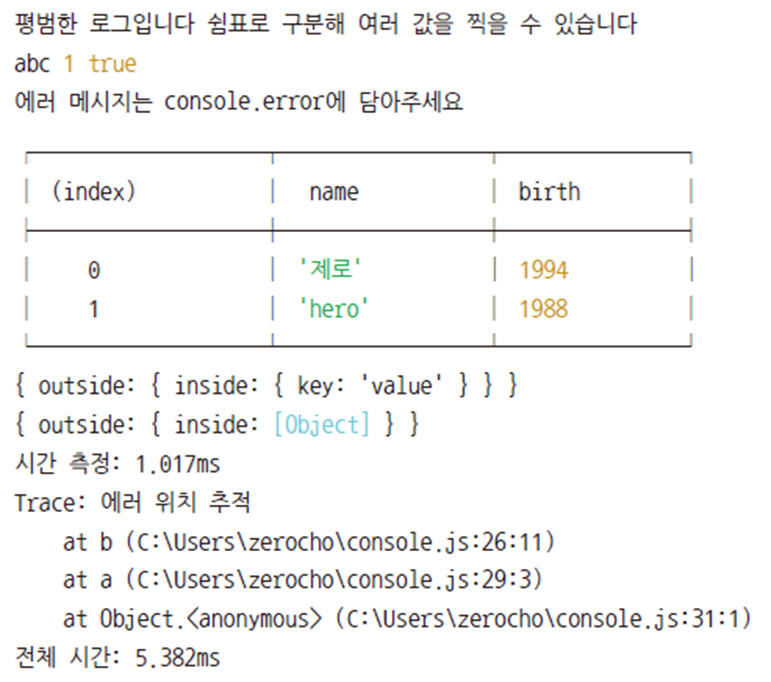 평범한 로그입니다 쉼표로 구분해 여러 값을 찍을 수 있습니다
abc 1 true
에러 메시지는 console.error에 담아주세요
(index) name birth
0 '제로' 1994
1 'hero' 1988
{ outside: { inside: { key: 'value' } } }
{ outside: { inside: [Object] } }
시간 측정: 1.017ms
Trace: 에러 위치 추적
at b (C:\Users\zerocho\console.js:26:11)
at a (C:\Users\zerocho\console.js:29:3)
at Object.<anonymous> (C:\Users\zerocho\console.js:31:1)
전체 시간: 5.382ms